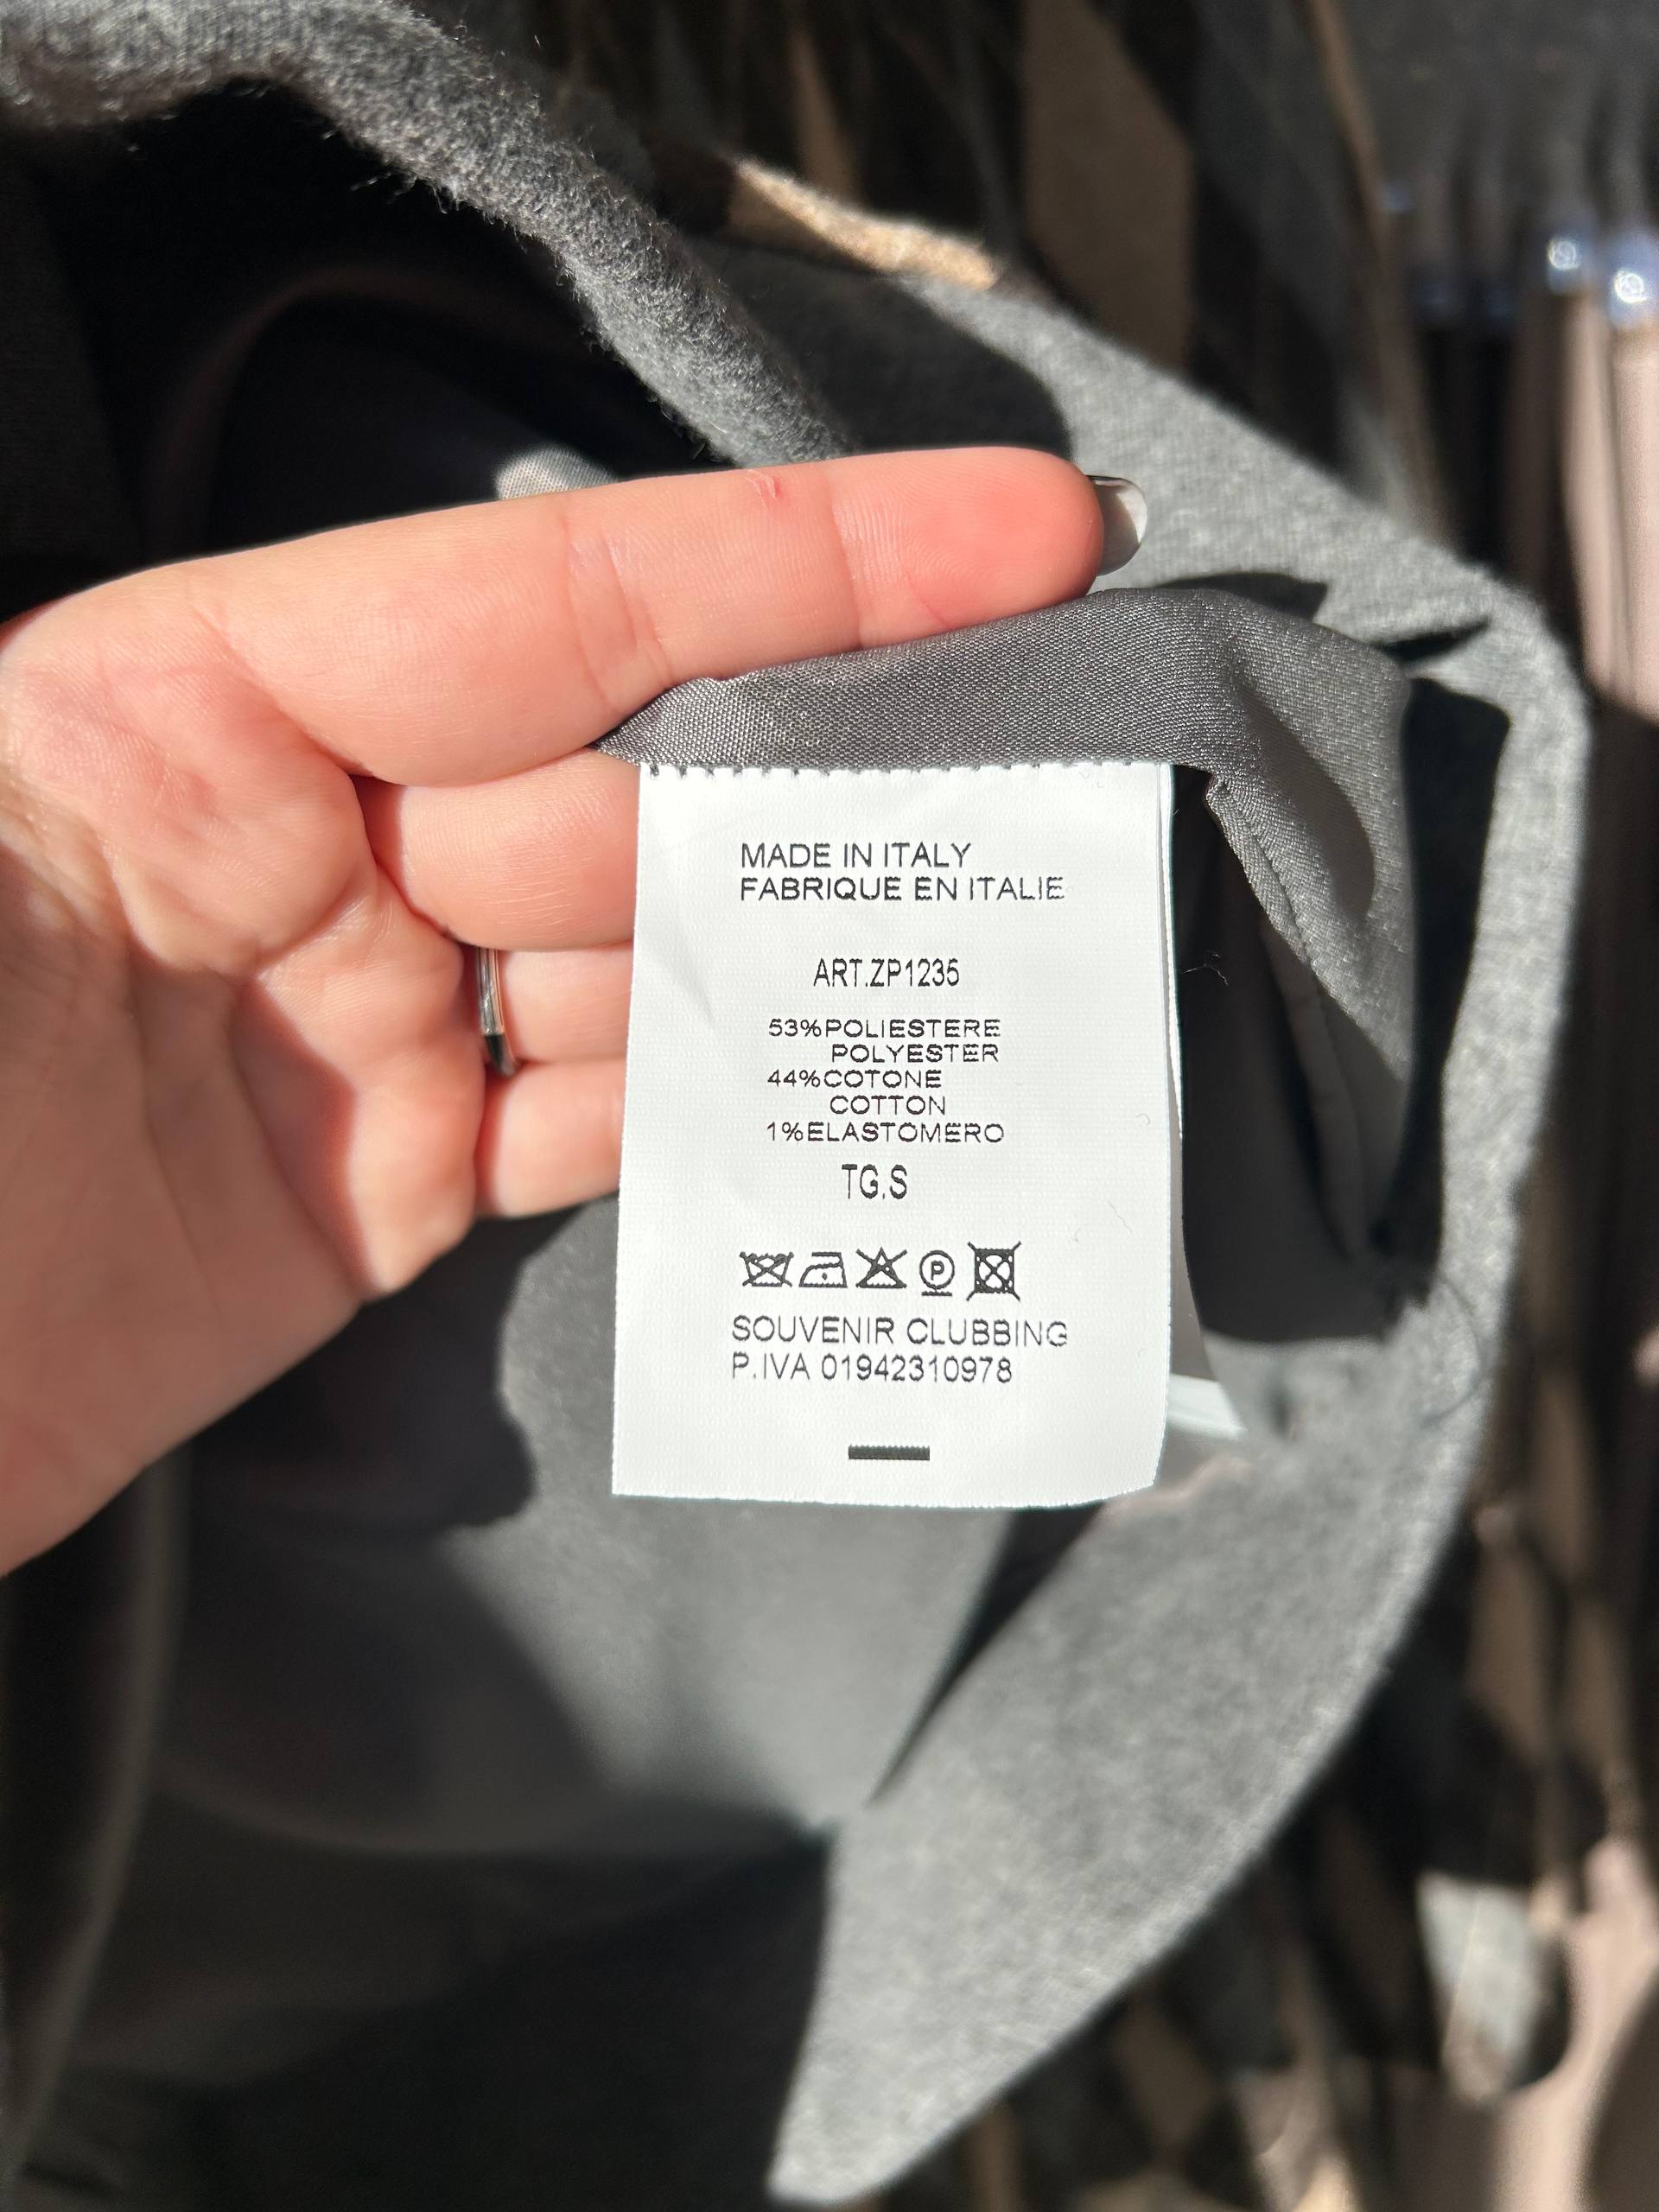 MADE IN ITALY
FABRIQUE EN ITALIE
ART.ZP1235
53%POLIESTERE
POLYESTER
44%COTONE
COTTON
1%ELASTOMERO
TG.S
P
SOUVENIR CLUBBING
P.IVA 01942310978